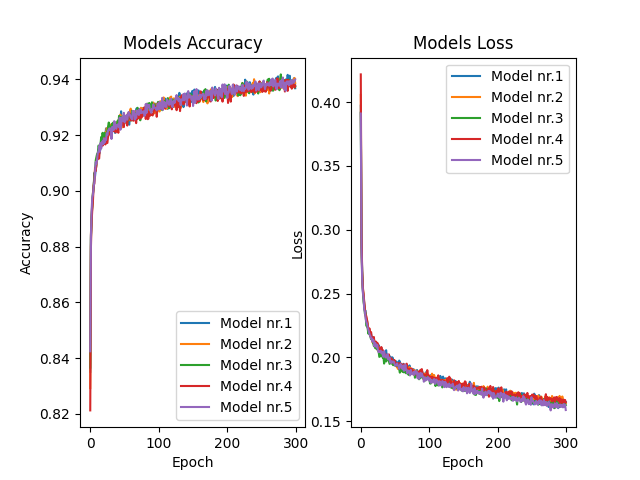 Models Accuracy
Accuracy
0.94
0.92
0.90
0.88
0.86
0.84
0.82
0
100
200
300
Epoch
Model nr.1
Model nr.2
Model nr.3
Model nr.4
Model nr.5
Models Loss
Loss
0.40
0.35
0.30
0.25
0.20
0.15
0
100
200
300
Epoch
Model nr.1
Model nr.2
Model nr.3
Model nr.4
Model nr.5